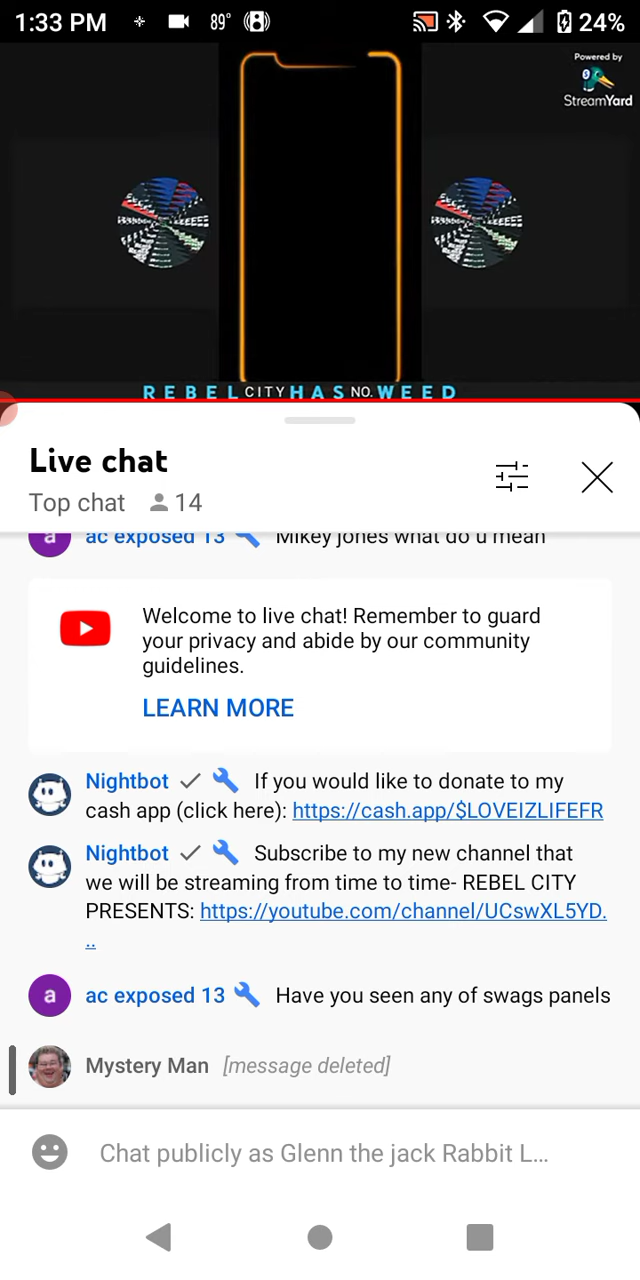 1:33 PM 89° 24%
Powered by
StreamYard
REBEL CITY HAS NO. WEED
Live chat
Top chat 14
ac exposed 13 Mikey jones what do u mean
Welcome to live chat! Remember to guard
your privacy and abide by our community
guidelines.
LEARN MORE
Nightbot If you would like to donate to my
cash app (click here): https://cash.app/$LOVEIZLIFEFR
Nightbot Subscribe to my new channel that
we will be streaming from time to time- REBEL CITY
PRESENTS: https://youtube.com/channel/UCswXL5YD.
..
a ac exposed 13 Have you seen any of swags panels
Mystery Man [message deleted]
Chat publicly as Glenn the jack Rabbit L...